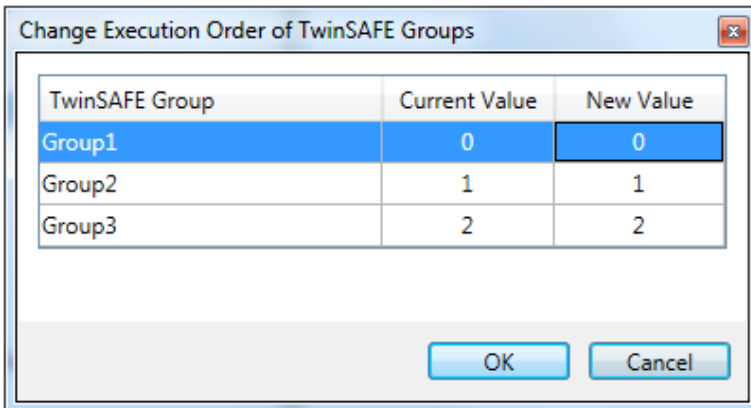 Change Execution Order of TwinSAFE Groups
TwinSAFE Group Current Value New Value
Group1 0 0
Group2 1 1
Group3 2 2
OK Cancel